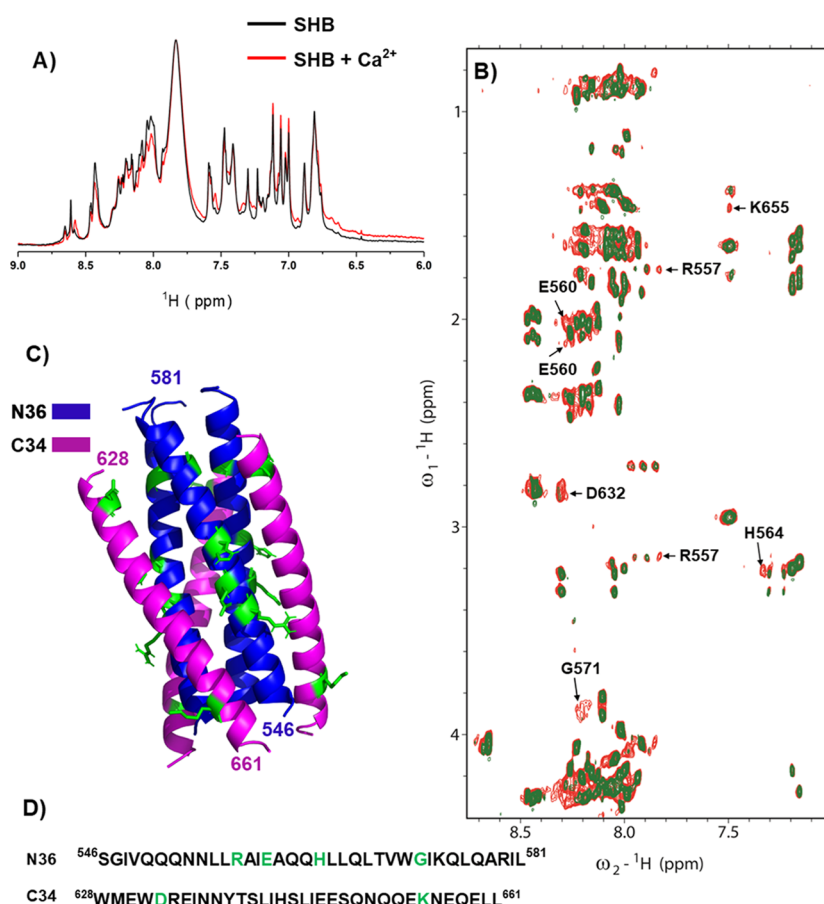 A)
SHB
SHB + Ca²⁺
9.0 8.5 8.0 7.5 7.0 6.5 6.0
¹H ( ppm)
B)
1
2
3
4
ω₁ - ¹H (ppm)
K655
R557
E560
E560
D632
H564
R557
G571
8.5 8.0 7.5
ω₂ - ¹H (ppm)
C)
N36
C34
581
628
546
661
D)
N36 ⁵⁴⁶SGIVQQQNNLLRAIEAQQHLLQLTVWGIKQLQARIL⁵⁸¹
C34 ⁶²⁸WMEWDREINNYTSLIHSLIEESQNQQEKNEQELL⁶⁶¹